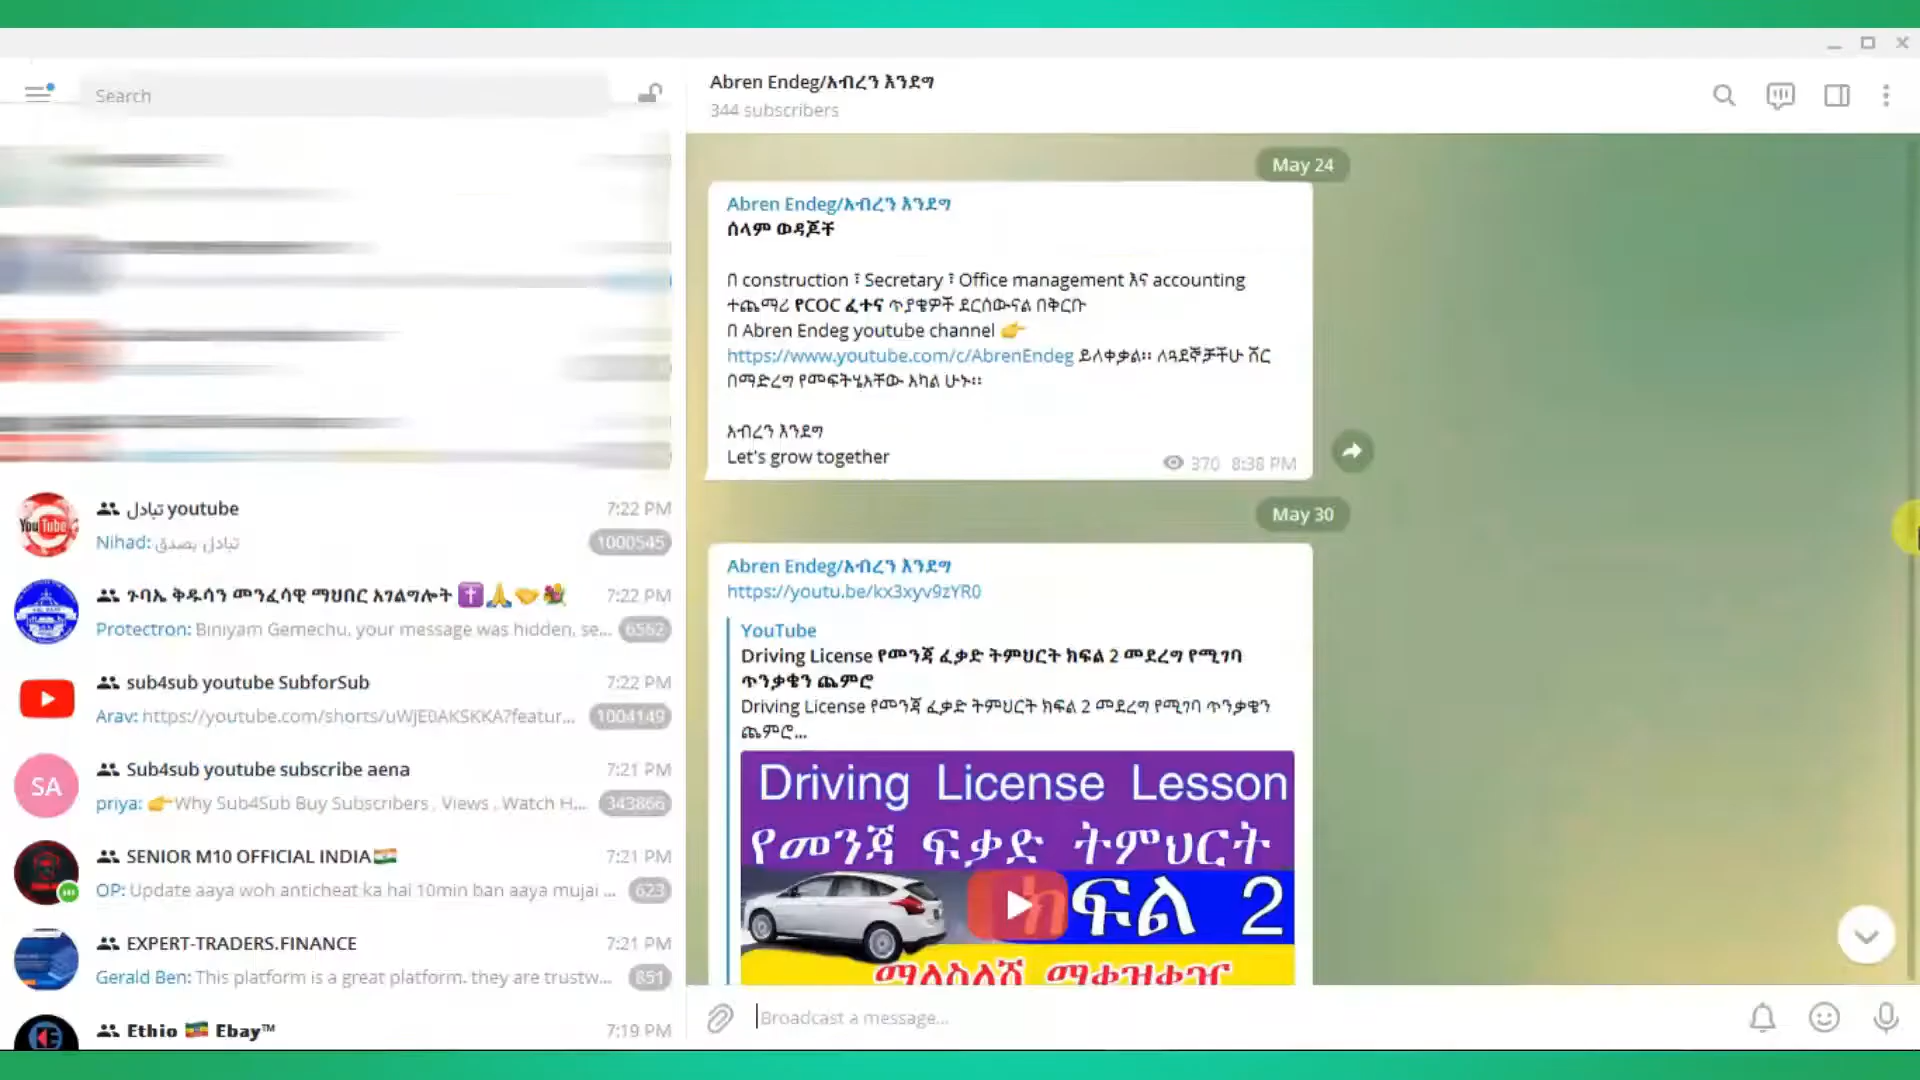 Search
تبادل youtube
7:22 PM
Nihad: تبادل بصدق
1000545
ጉባኤ ቅዱሳን መንፈሳዊ ማህበር አገልግሎት ✝️🙏🤝💐
7:22 PM
Protectron: Biniyam Gemechu, your message was hidden, se...
6562
sub4sub youtube SubforSub
7:22 PM
Arav: https://youtube.com/shorts/uWjE0AKSKKA?featur...
1004149
SA
Sub4sub youtube subscribe aena
7:21 PM
priya: 👉Why Sub4Sub Buy Subscribers , Views , Watch H...
343866
SENIOR M10 OFFICIAL INDIA🇮🇳
7:21 PM
OP: Update aaya woh anticheat ka hai 10min ban aaya mujai ...
623
EXPERT-TRADERS.FINANCE
7:21 PM
Gerald Ben: This platform is a great platform. they are trustw...
851
Ethio 🇪🇹 Ebay™
7:19 PM
Abren Endeg/አብረን እንደግ
344 subscribers
May 24
Abren Endeg/አብረን እንደግ
ሰላም ወዳጆቸ
በ construction ፣ Secretary ፣ Office management እና accounting
ተጨማሪ የCOC ፈተና ጥያቄዎች ደርሰውናል በቅርቡ
በ Abren Endeg youtube channel 👉
https://www.youtube.com/c/AbrenEndeg ይለቀቃል። ለጓደኞቻችሁ ሸር
በማድረግ የመፍትሄአቸው አካል ሁኑ።
አብረን እንደግ
Let's grow together
370 8:38 PM
May 30
Abren Endeg/አብረን እንደግ
https://youtu.be/kx3xyv9zYR0
YouTube
Driving License የመንጃ ፈቃድ ትምህርት ክፍል 2 መደረግ የሚገባ
ጥንቃቄን ጨምሮ
Driving License የመንጃ ፈቃድ ትምህርት ክፍል 2 መደረግ የሚገባ ጥንቃቄን
ጨምሮ...
Driving License Lesson
የመንጃ ፍቃድ ትምህርት
ክፍል 2
ማለስለሻ ማቀዝቀዣ
Broadcast a message...